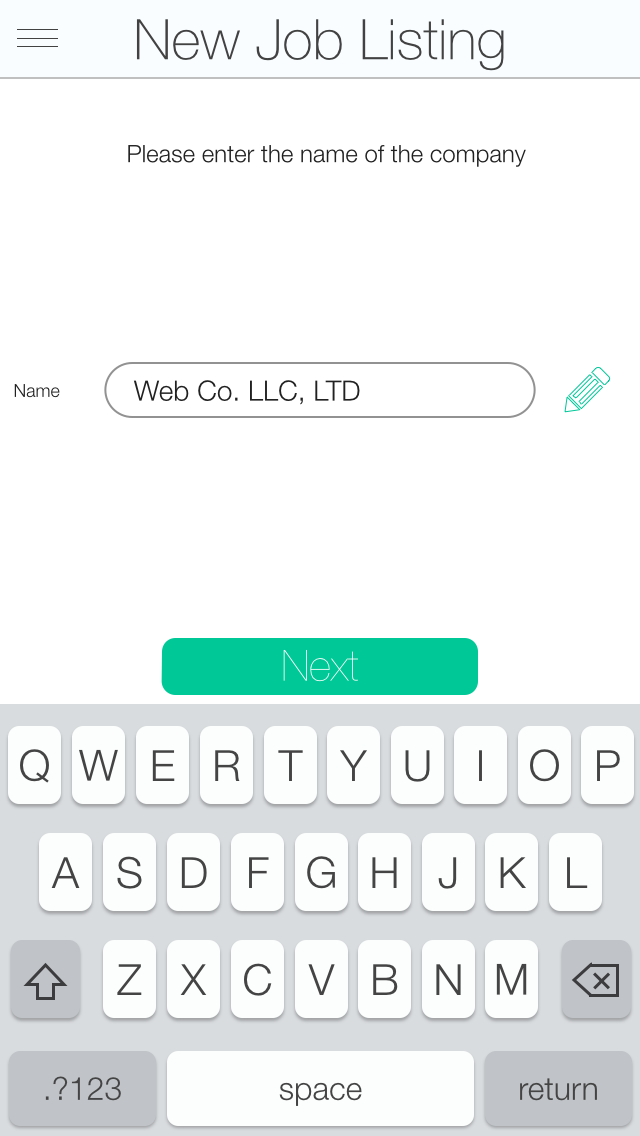 New Job Listing
Please enter the name of the company
Name Web Co. LLC, LTD
Next
Q W E R T Y U I O P
A S D F G H J K L
Z X C V B N M
.?123 space return